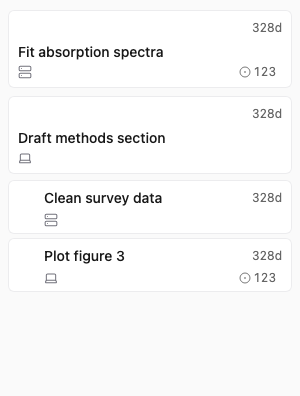 328d
Fit absorption spectra
123
328d
Draft methods section
Clean survey data 328d
Plot figure 3 328d
123